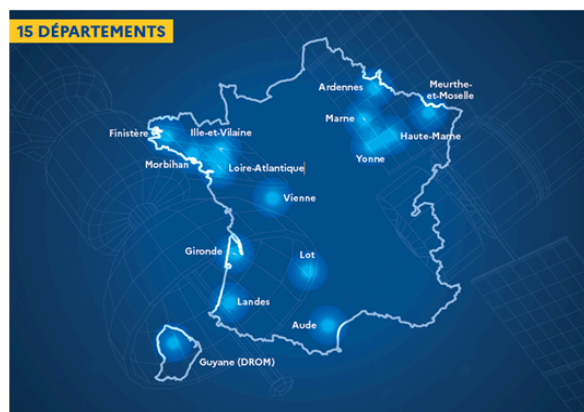 15 DÉPARTEMENTS
Ardennes
Meurthe-
et-Moselle
Marne
Finistère
Ille-et-Vilaine
Haute-Marne
Yonne
Morbihan
Loire-Atlantique
Vienne
Gironde
Lot
Landes
Aude
Guyane (DROM)